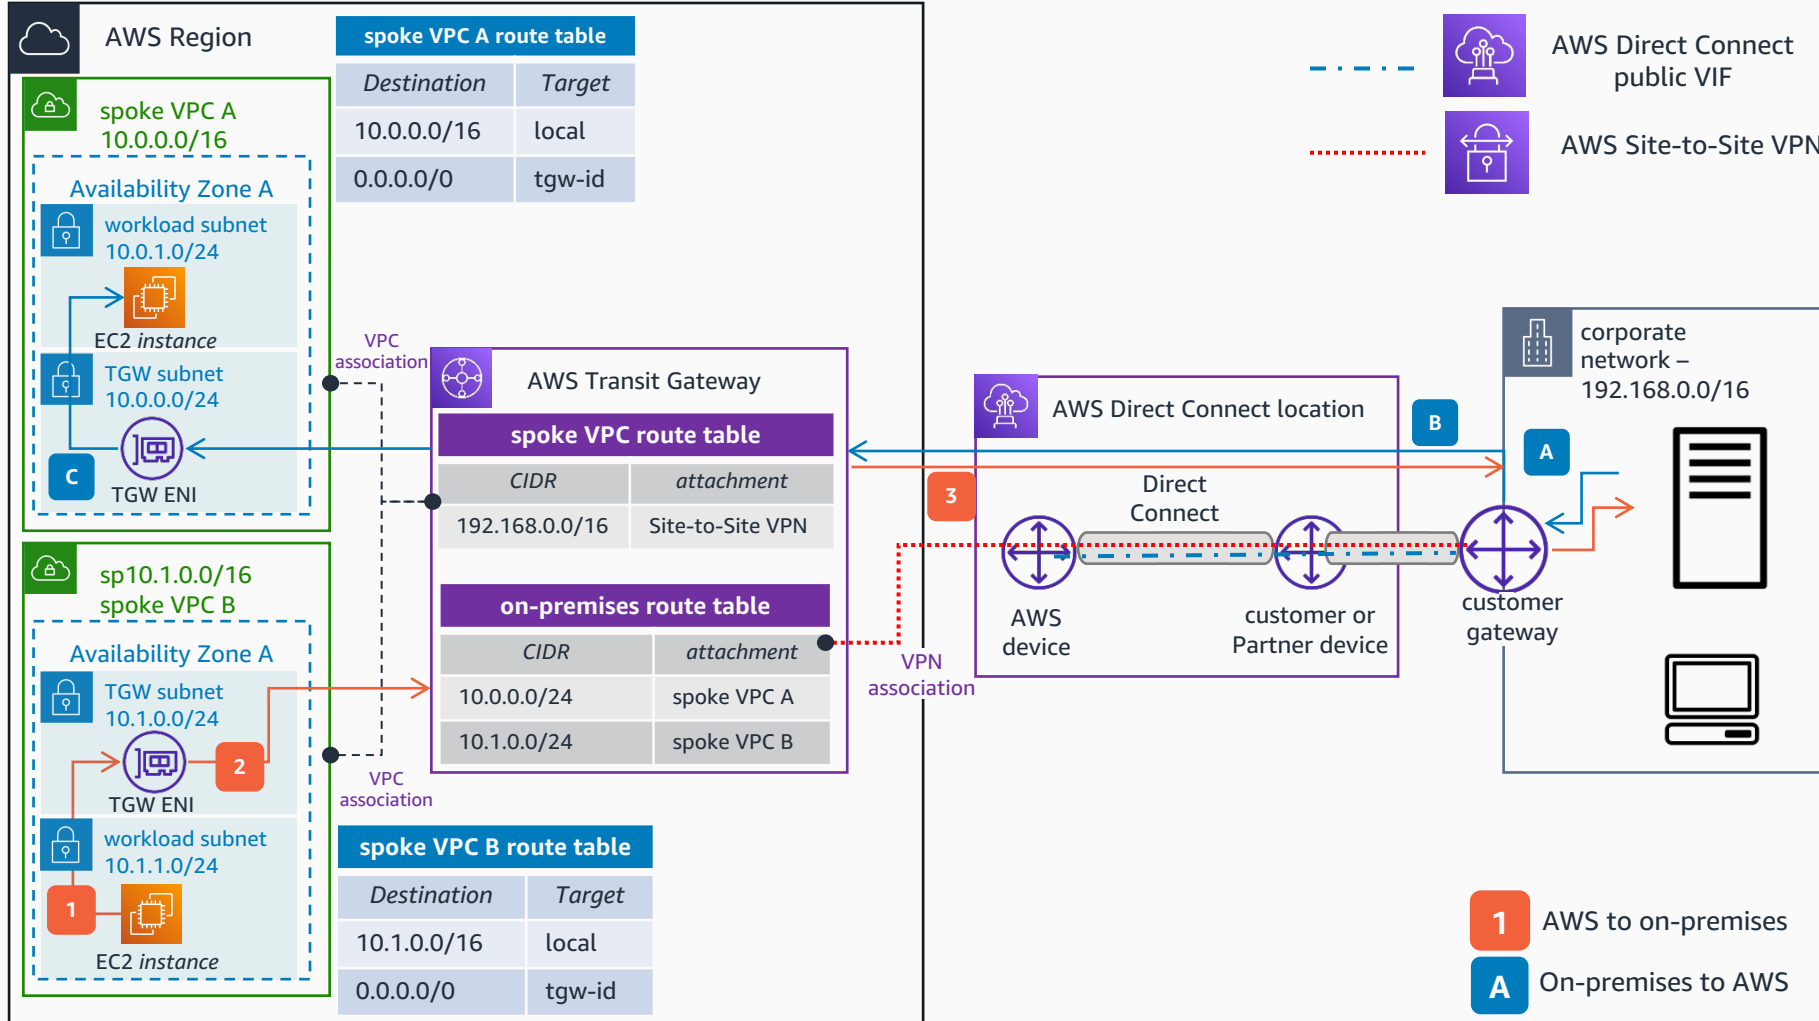 AWS Region
spoke VPC A route table
Destination Target
10.0.0.0/16 local
0.0.0.0/0 tgw-id
spoke VPC A
10.0.0.0/16
Availability Zone A
workload subnet
10.0.1.0/24
EC2 instance
TGW subnet
10.0.0.0/24
C
TGW ENI
VPC
association
sp10.1.0.0/16
spoke VPC B
Availability Zone A
TGW subnet
10.1.0.0/24
2
TGW ENI
workload subnet
10.1.1.0/24
1
EC2 instance
VPC
association
spoke VPC B route table
Destination Target
10.1.0.0/16 local
0.0.0.0/0 tgw-id
AWS Transit Gateway
spoke VPC route table
CIDR attachment
192.168.0.0/16 Site-to-Site VPN
on-premises route table
CIDR attachment
10.0.0.0/24 spoke VPC A
10.1.0.0/24 spoke VPC B
VPN
association
3
AWS Direct Connect location
Direct
Connect
AWS
device
customer or
Partner device
B
A
customer
gateway
corporate
network –
192.168.0.0/16
AWS Direct Connect
public VIF
AWS Site-to-Site VPN
1 AWS to on-premises
A On-premises to AWS